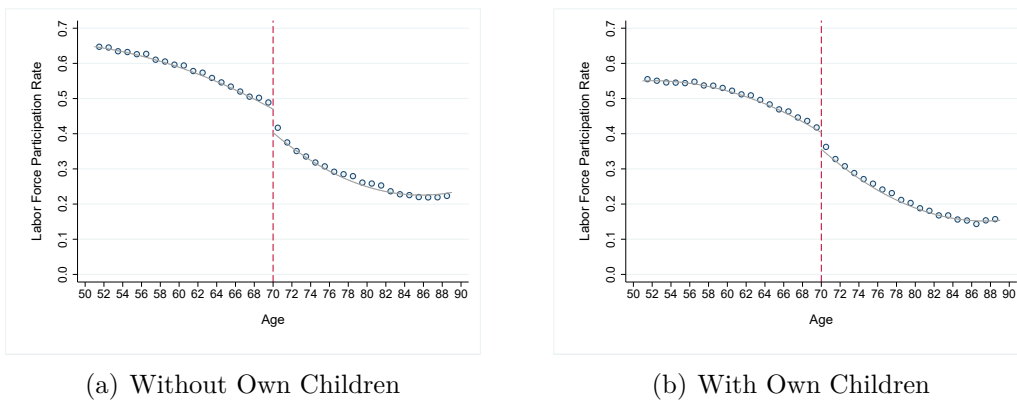 0.7
0.6
0.5
0.4
0.3
0.2
0.1
0.0
Labor Force Participation Rate
50 52 54 56 58 60 62 64 66 68 70 72 74 76 78 80 82 84 86 88 90
Age
(a) Without Own Children
0.7
0.6
0.5
0.4
0.3
0.2
0.1
0.0
Labor Force Participation Rate
50 52 54 56 58 60 62 64 66 68 70 72 74 76 78 80 82 84 86 88 90
Age
(b) With Own Children